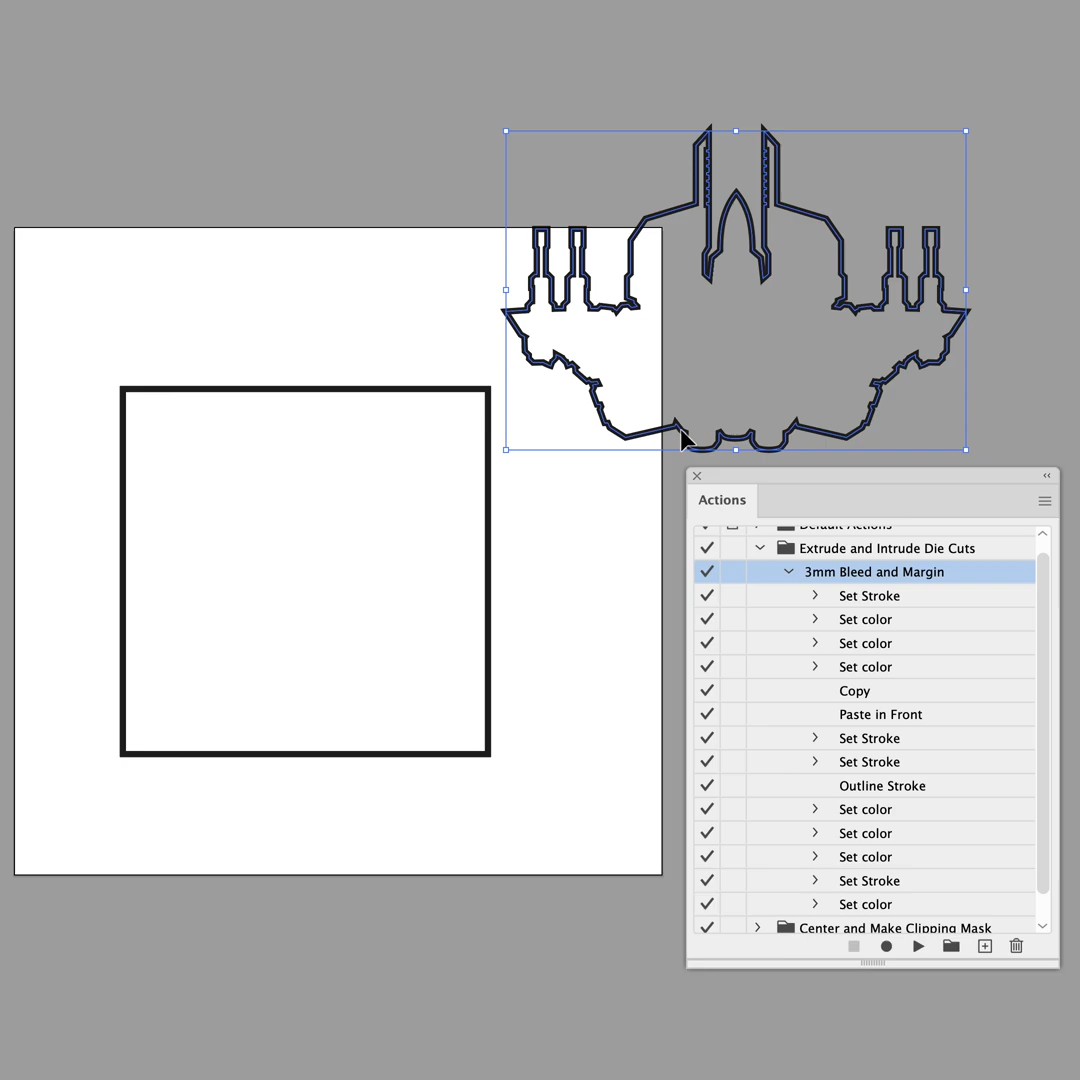 Actions
Default Actions
Extrude and Intrude Die Cuts
3mm Bleed and Margin
Set Stroke
Set color
Set color
Set color
Copy
Paste in Front
Set Stroke
Set Stroke
Outline Stroke
Set color
Set color
Set color
Set Stroke
Set color
Center and Make Clipping Mask